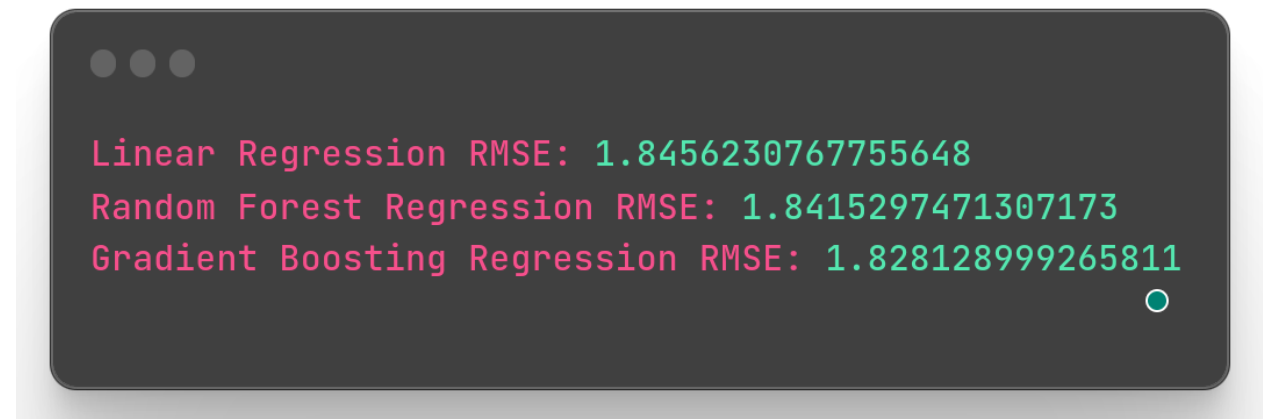 Linear Regression RMSE: 1.8456230767755648
Random Forest Regression RMSE: 1.8415297471307173
Gradient Boosting Regression RMSE: 1.828128999265811